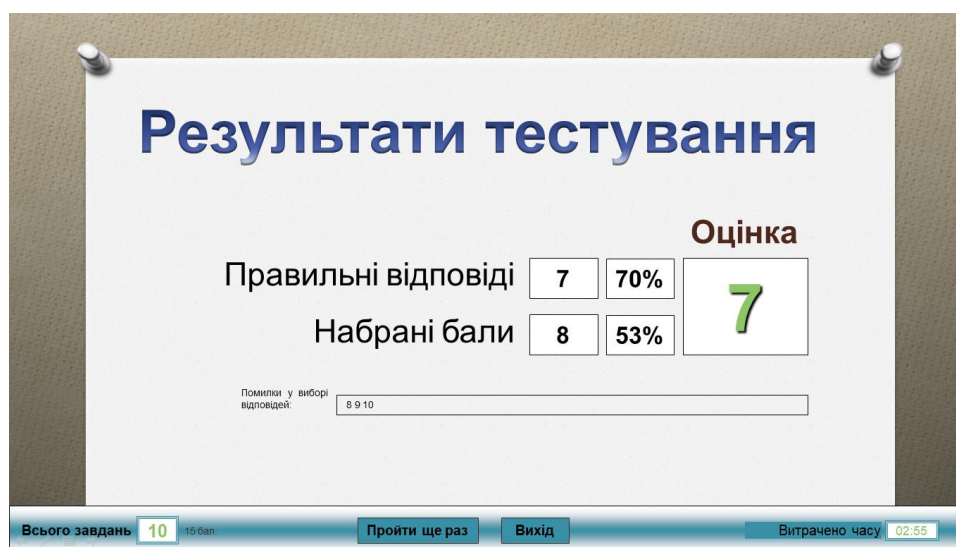 Результати тестування
Оцінка
Правильні відповіді 7 70%
7
Набрані бали 8 53%
Помилки у виборі
відповідей: 8 9 10
Всього завдань 10 15 бал. Пройти ще раз Вихід Витрачено часу 02:55